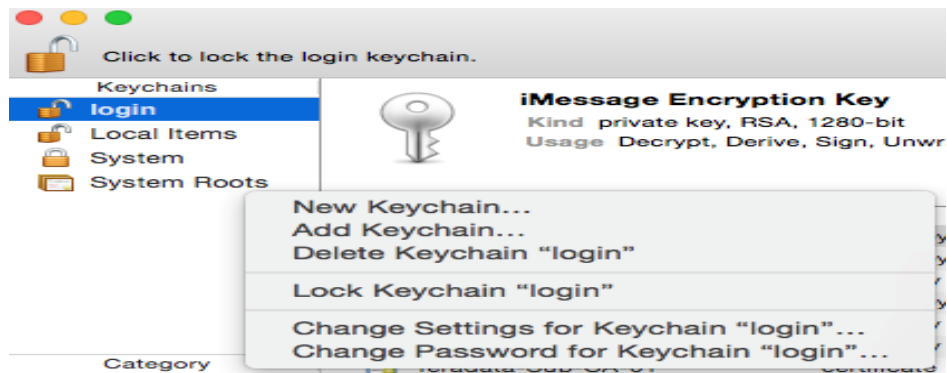 Click to lock the login keychain.
Keychains
login
Local Items
System
System Roots
iMessage Encryption Key
Kind private key, RSA, 1280-bit
Usage Decrypt, Derive, Sign, Unwr
New Keychain...
Add Keychain...
Delete Keychain “login”
Lock Keychain “login”
Change Settings for Keychain “login”...
Change Password for Keychain “login”...
Category
certificate